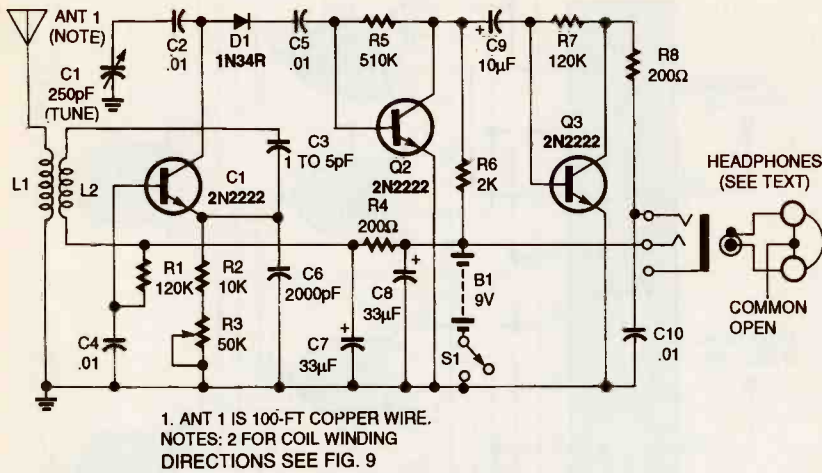 ANT 1
(NOTE)
C1
250pF
(TUNE)
C2
.01
D1
1N34R
C5
.01
R5
510K
+
C9
10µF
R7
120K
R8
200Ω
L1
L2
C1
2N2222
C3
1 TO 5pF
Q2
2N2222
R4
200Ω
R6
2K
Q3
2N2222
HEADPHONES
(SEE TEXT)
R1
120K
R2
10K
C6
2000pF
+
C8
33µF
B1
9V
C4
.01
R3
50K
+
C7
33µF
S1
C10
.01
COMMON
OPEN
1. ANT 1 IS 100-FT COPPER WIRE.
NOTES: 2 FOR COIL WINDING
DIRECTIONS SEE FIG. 9